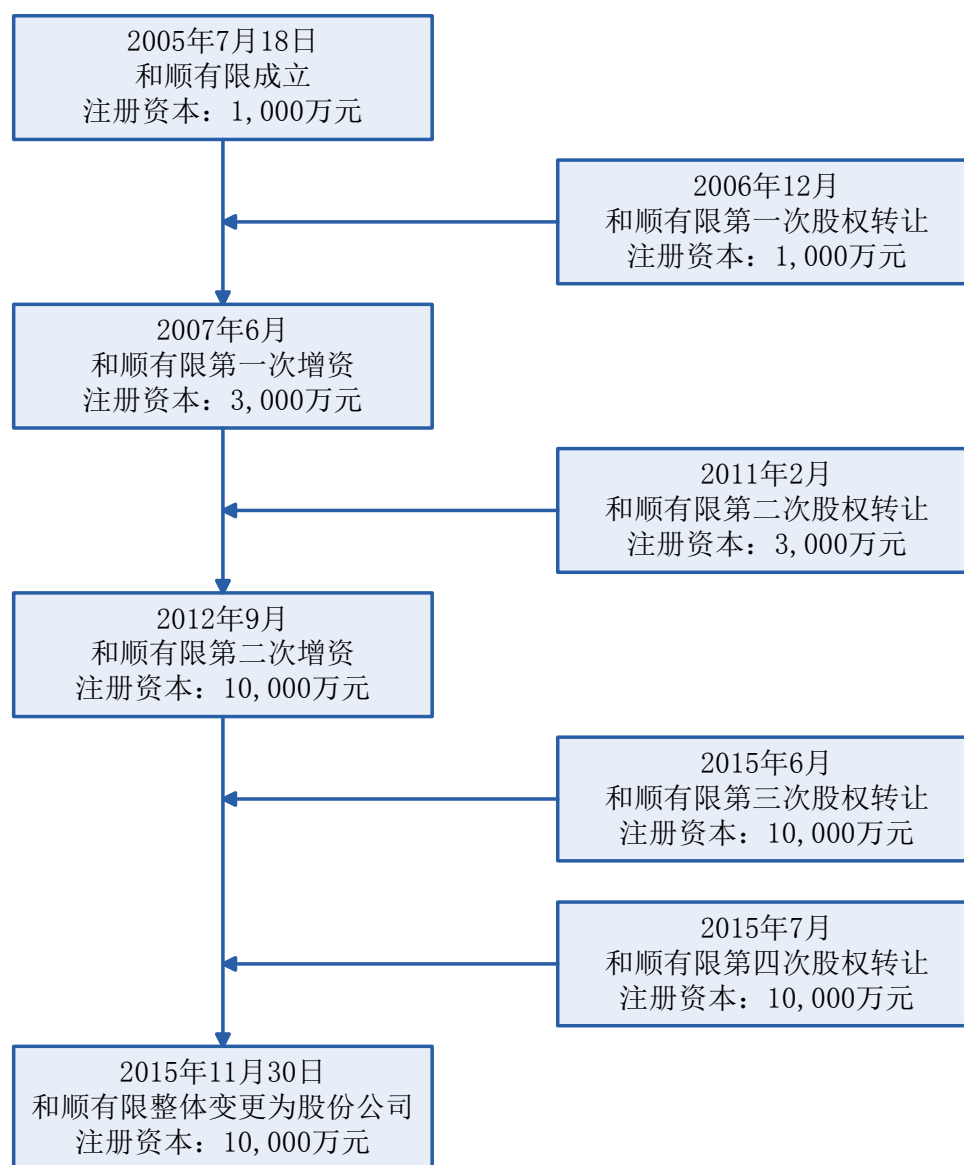 2005年7月18日
和顺有限成立
注册资本：1,000万元
2006年12月
和顺有限第一次股权转让
注册资本：1,000万元
2007年6月
和顺有限第一次增资
注册资本：3,000万元
2011年2月
和顺有限第二次股权转让
注册资本：3,000万元
2012年9月
和顺有限第二次增资
注册资本：10,000万元
2015年6月
和顺有限第三次股权转让
注册资本：10,000万元
2015年7月
和顺有限第四次股权转让
注册资本：10,000万元
2015年11月30日
和顺有限整体变更为股份公司
注册资本：10,000万元